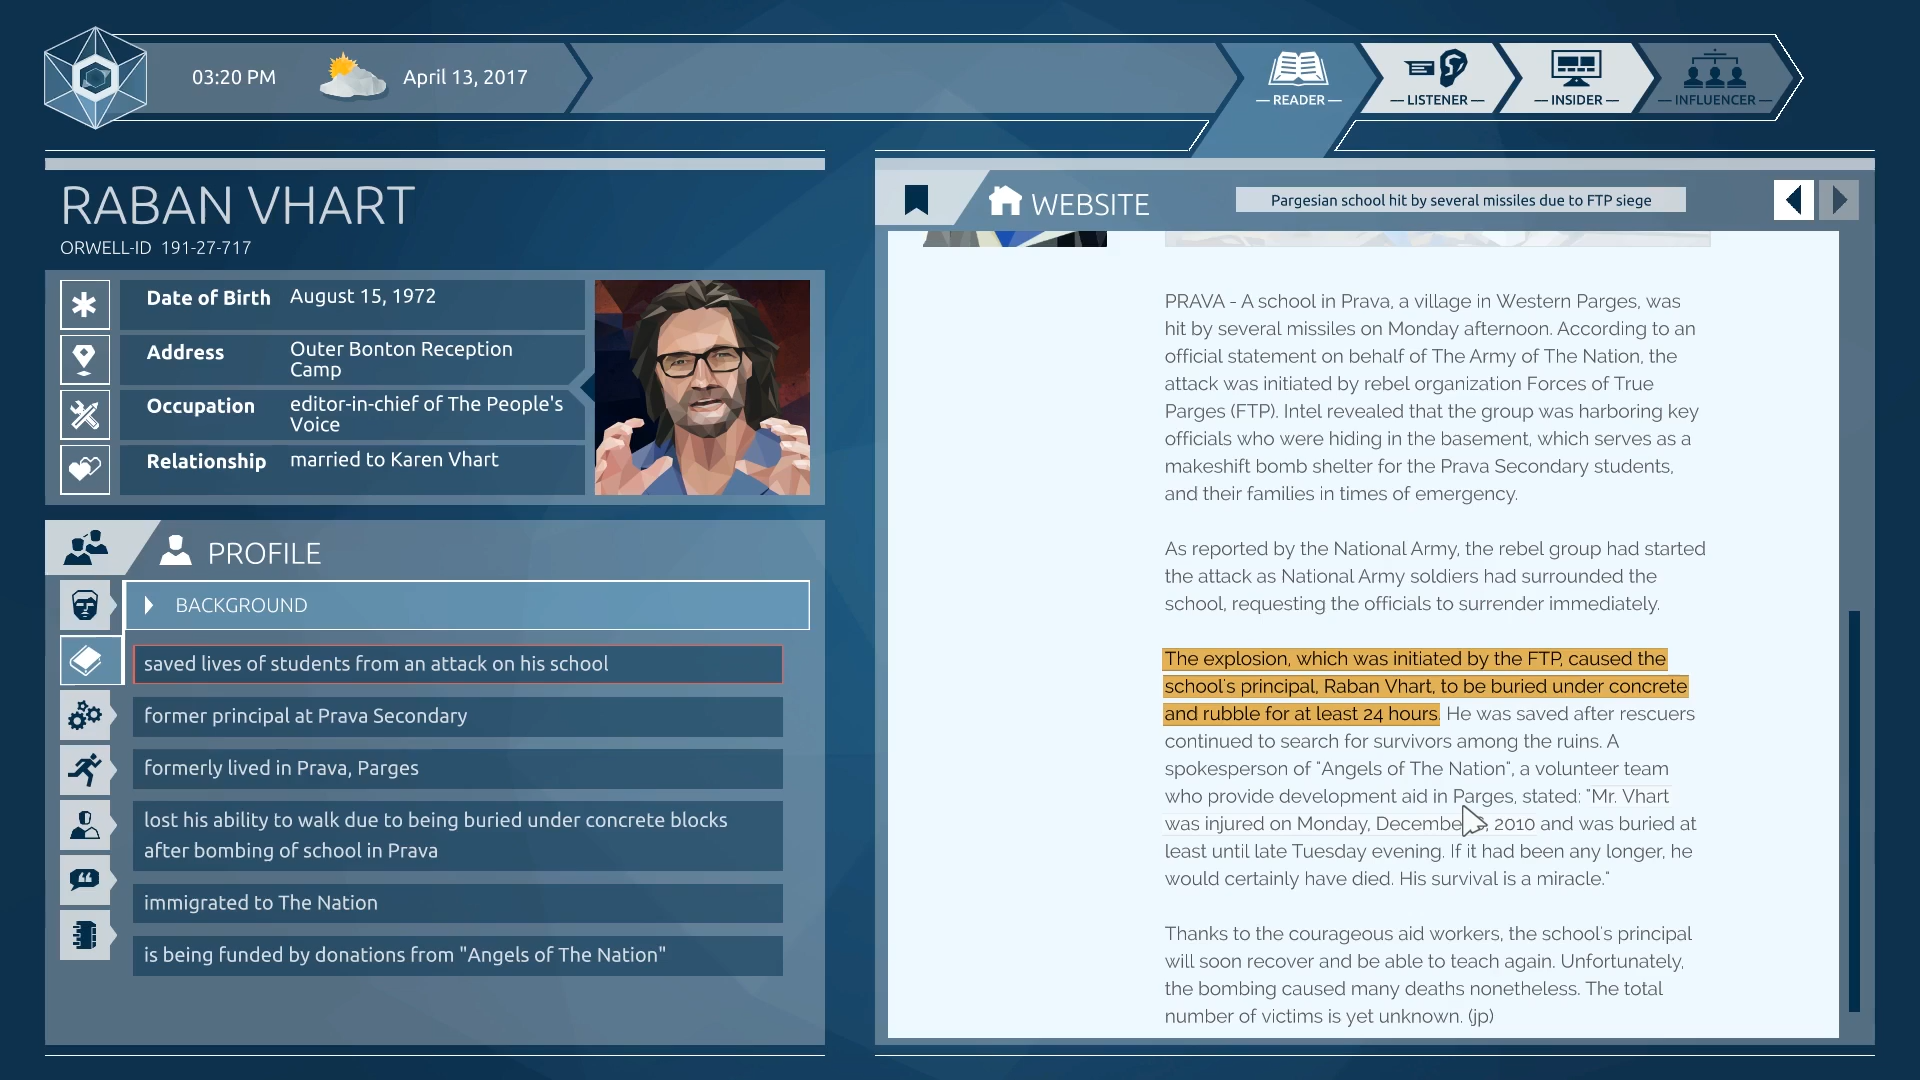 03:20 PM
April 13, 2017
READER
LISTENER
INSIDER
INFLUENCER
RABAN VHART
ORWELL-ID 191-27-717
Date of Birth August 15, 1972
Address Outer Bonton Reception
Camp
Occupation editor-in-chief of The People's
Voice
Relationship married to Karen Vhart
PROFILE
BACKGROUND
saved lives of students from an attack on his school
former principal at Prava Secondary
formerly lived in Prava, Parges
lost his ability to walk due to being buried under concrete blocks
after bombing of school in Prava
immigrated to The Nation
is being funded by donations from "Angels of The Nation"
WEBSITE
Pargesian school hit by several missiles due to FTP siege
PRAVA - A school in Prava, a village in Western Parges, was
hit by several missiles on Monday afternoon. According to an
official statement on behalf of The Army of The Nation, the
attack was initiated by rebel organization Forces of True
Parges (FTP). Intel revealed that the group was harboring key
officials who were hiding in the basement, which serves as a
makeshift bomb shelter for the Prava Secondary students,
and their families in times of emergency.
As reported by the National Army, the rebel group had started
the attack as National Army soldiers had surrounded the
school, requesting the officials to surrender immediately.
The explosion, which was initiated by the FTP, caused the
school's principal, Raban Vhart, to be buried under concrete
and rubble for at least 24 hours. He was saved after rescuers
continued to search for survivors among the ruins. A
spokesperson of "Angels of The Nation", a volunteer team
who provide development aid in Parges, stated: "Mr. Vhart
was injured on Monday, 2010 and was buried at
least until late Tuesday evening. If it had been any longer, he
would certainly have died. His survival is a miracle."
Thanks to the courageous aid workers, the school's principal
will soon recover and be able to teach again. Unfortunately,
the bombing caused many deaths nonetheless. The total
number of victims is yet unknown. (jp)